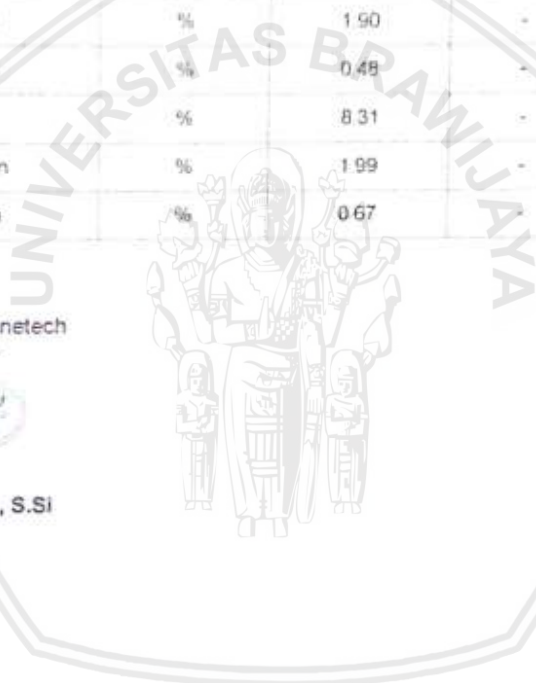 % 1.90 -
% 0.48 -
% 8.31 -
n % 1.99 -
% 0.67 -
UNIVERSITAS BRAWIJAYA
netech
, S.Si